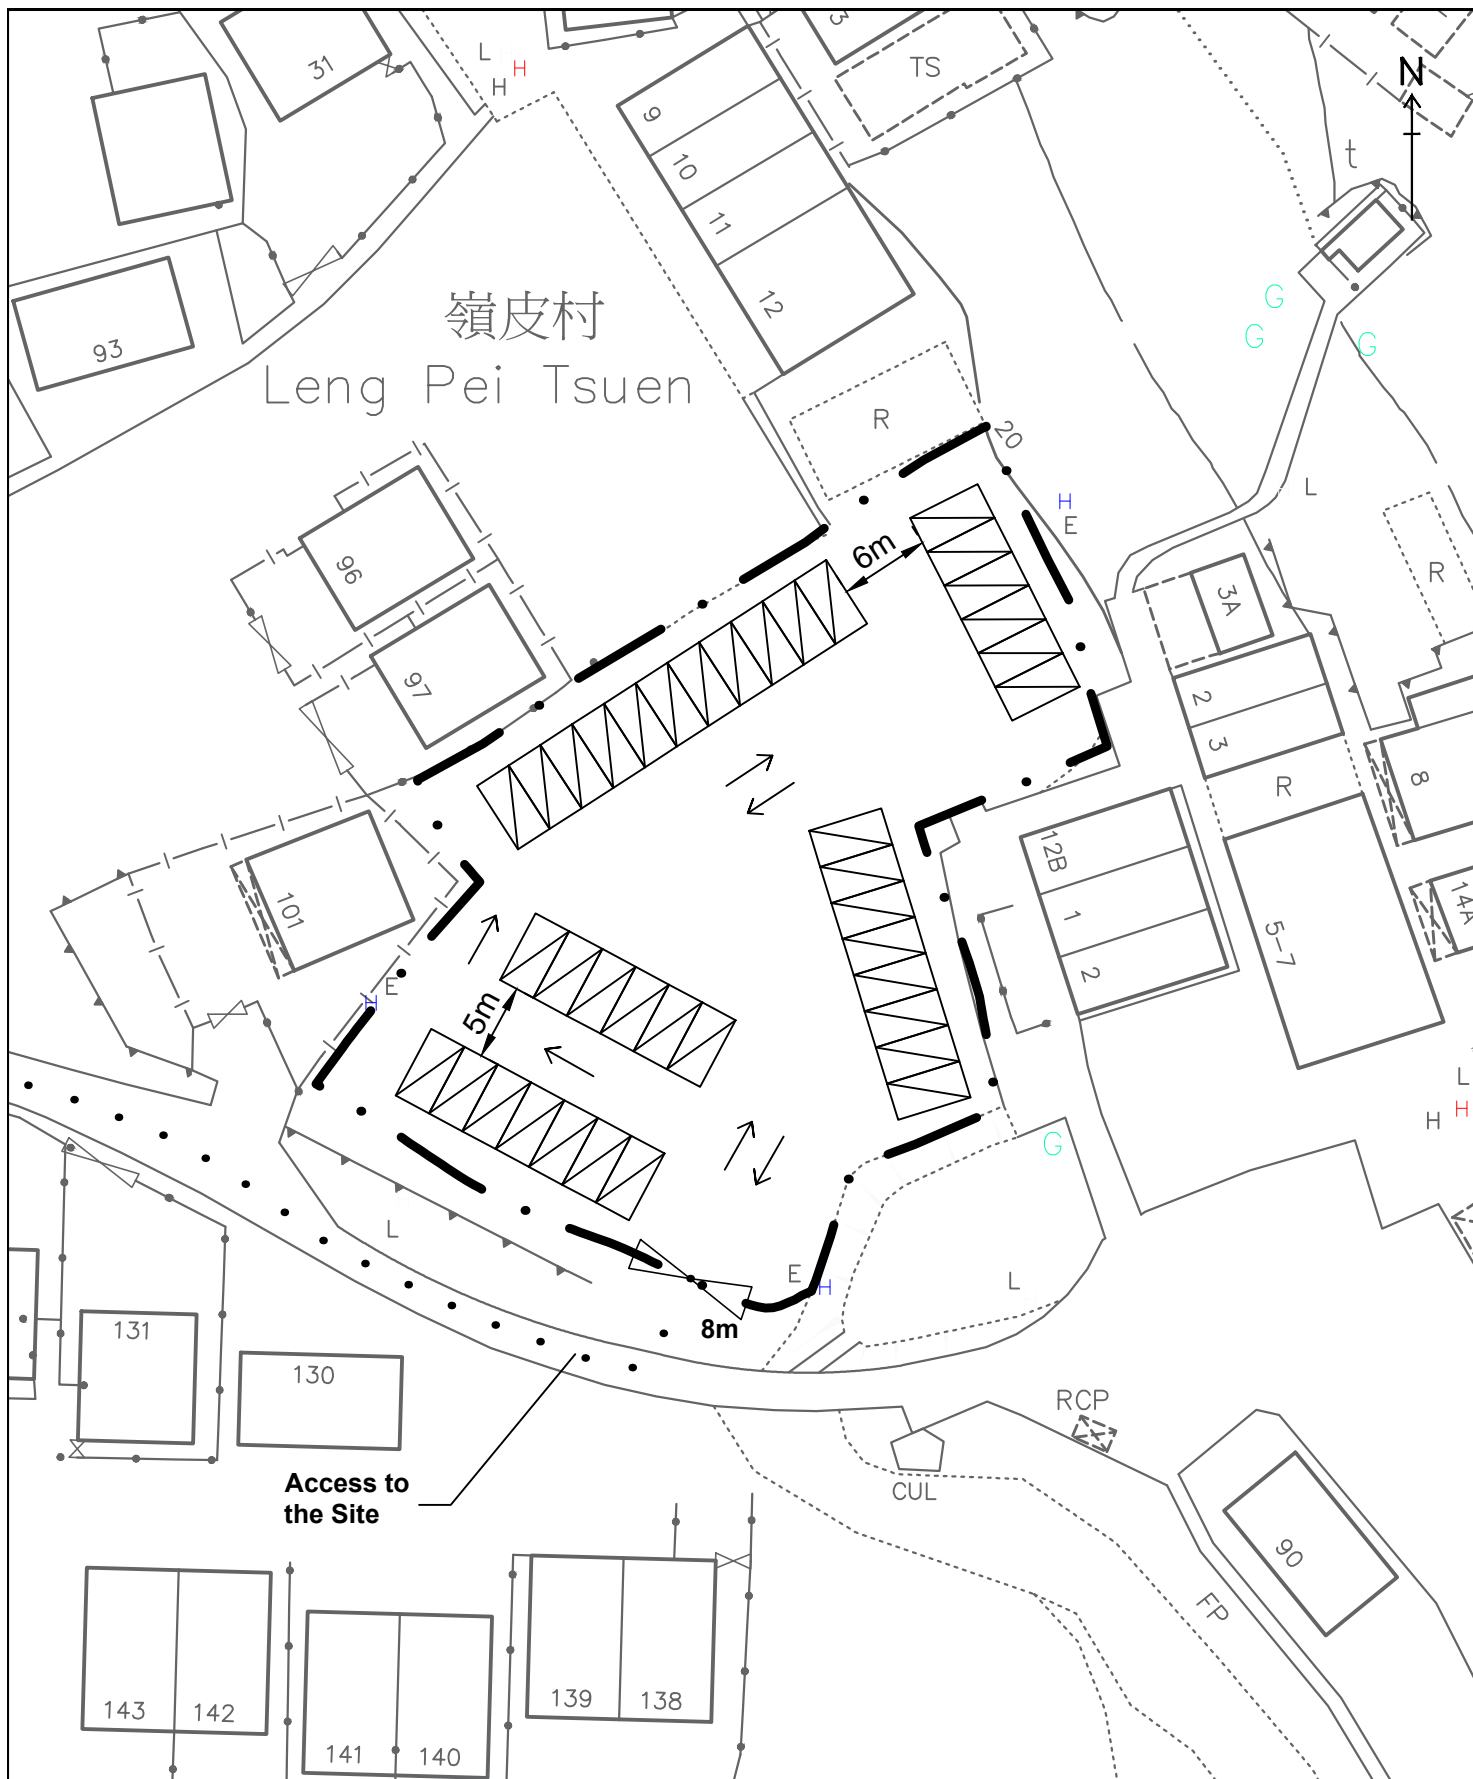 31
L
H
H
3
TS
N
9
10
11
12
t
93
嶺皮村
Leng Pei Tsuen
G
G
G
R
20
H
E
L
6m
96
97
R
3A
2
3
R
8
101
12B
1
2
5-7
14A
E
H
5m
L
H
H
G
L
E
H
L
8m
131
130
RCP
Access to
the Site
CUL
90
FP
143
142
139
138
141
140